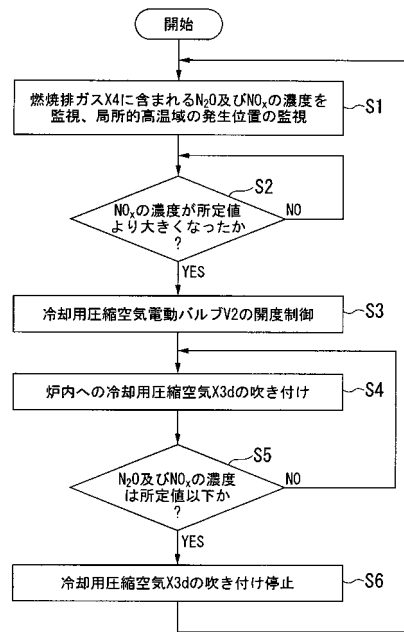 開始
燃焼排ガスX4に含まれるN₂O及びNOₓの濃度を
監視、局所的高温域の発生位置の監視
S1
S2
NOₓの濃度が所定値
より大きくなったか
?
NO
YES
冷却用圧縮空気電動バルブV2の開度制御
S3
炉内への冷却用圧縮空気X3dの吹き付け
S4
S5
N₂O及びNOₓの濃度
は所定値以下か
?
NO
YES
冷却用圧縮空気X3dの吹き付け停止
S6